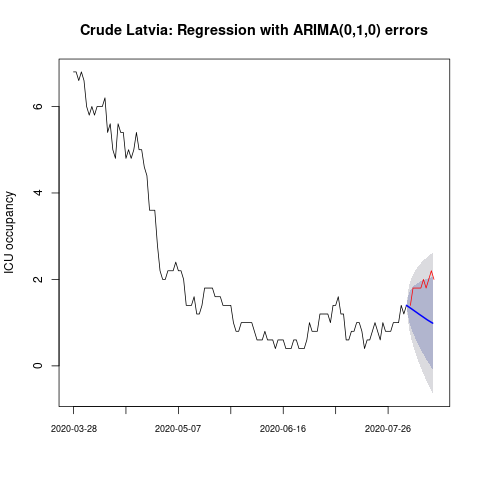 Crude Latvia: Regression with ARIMA(0,1,0) errors
ICU occupancy
6
4
2
0
2020-03-28 2020-05-07 2020-06-16 2020-07-26